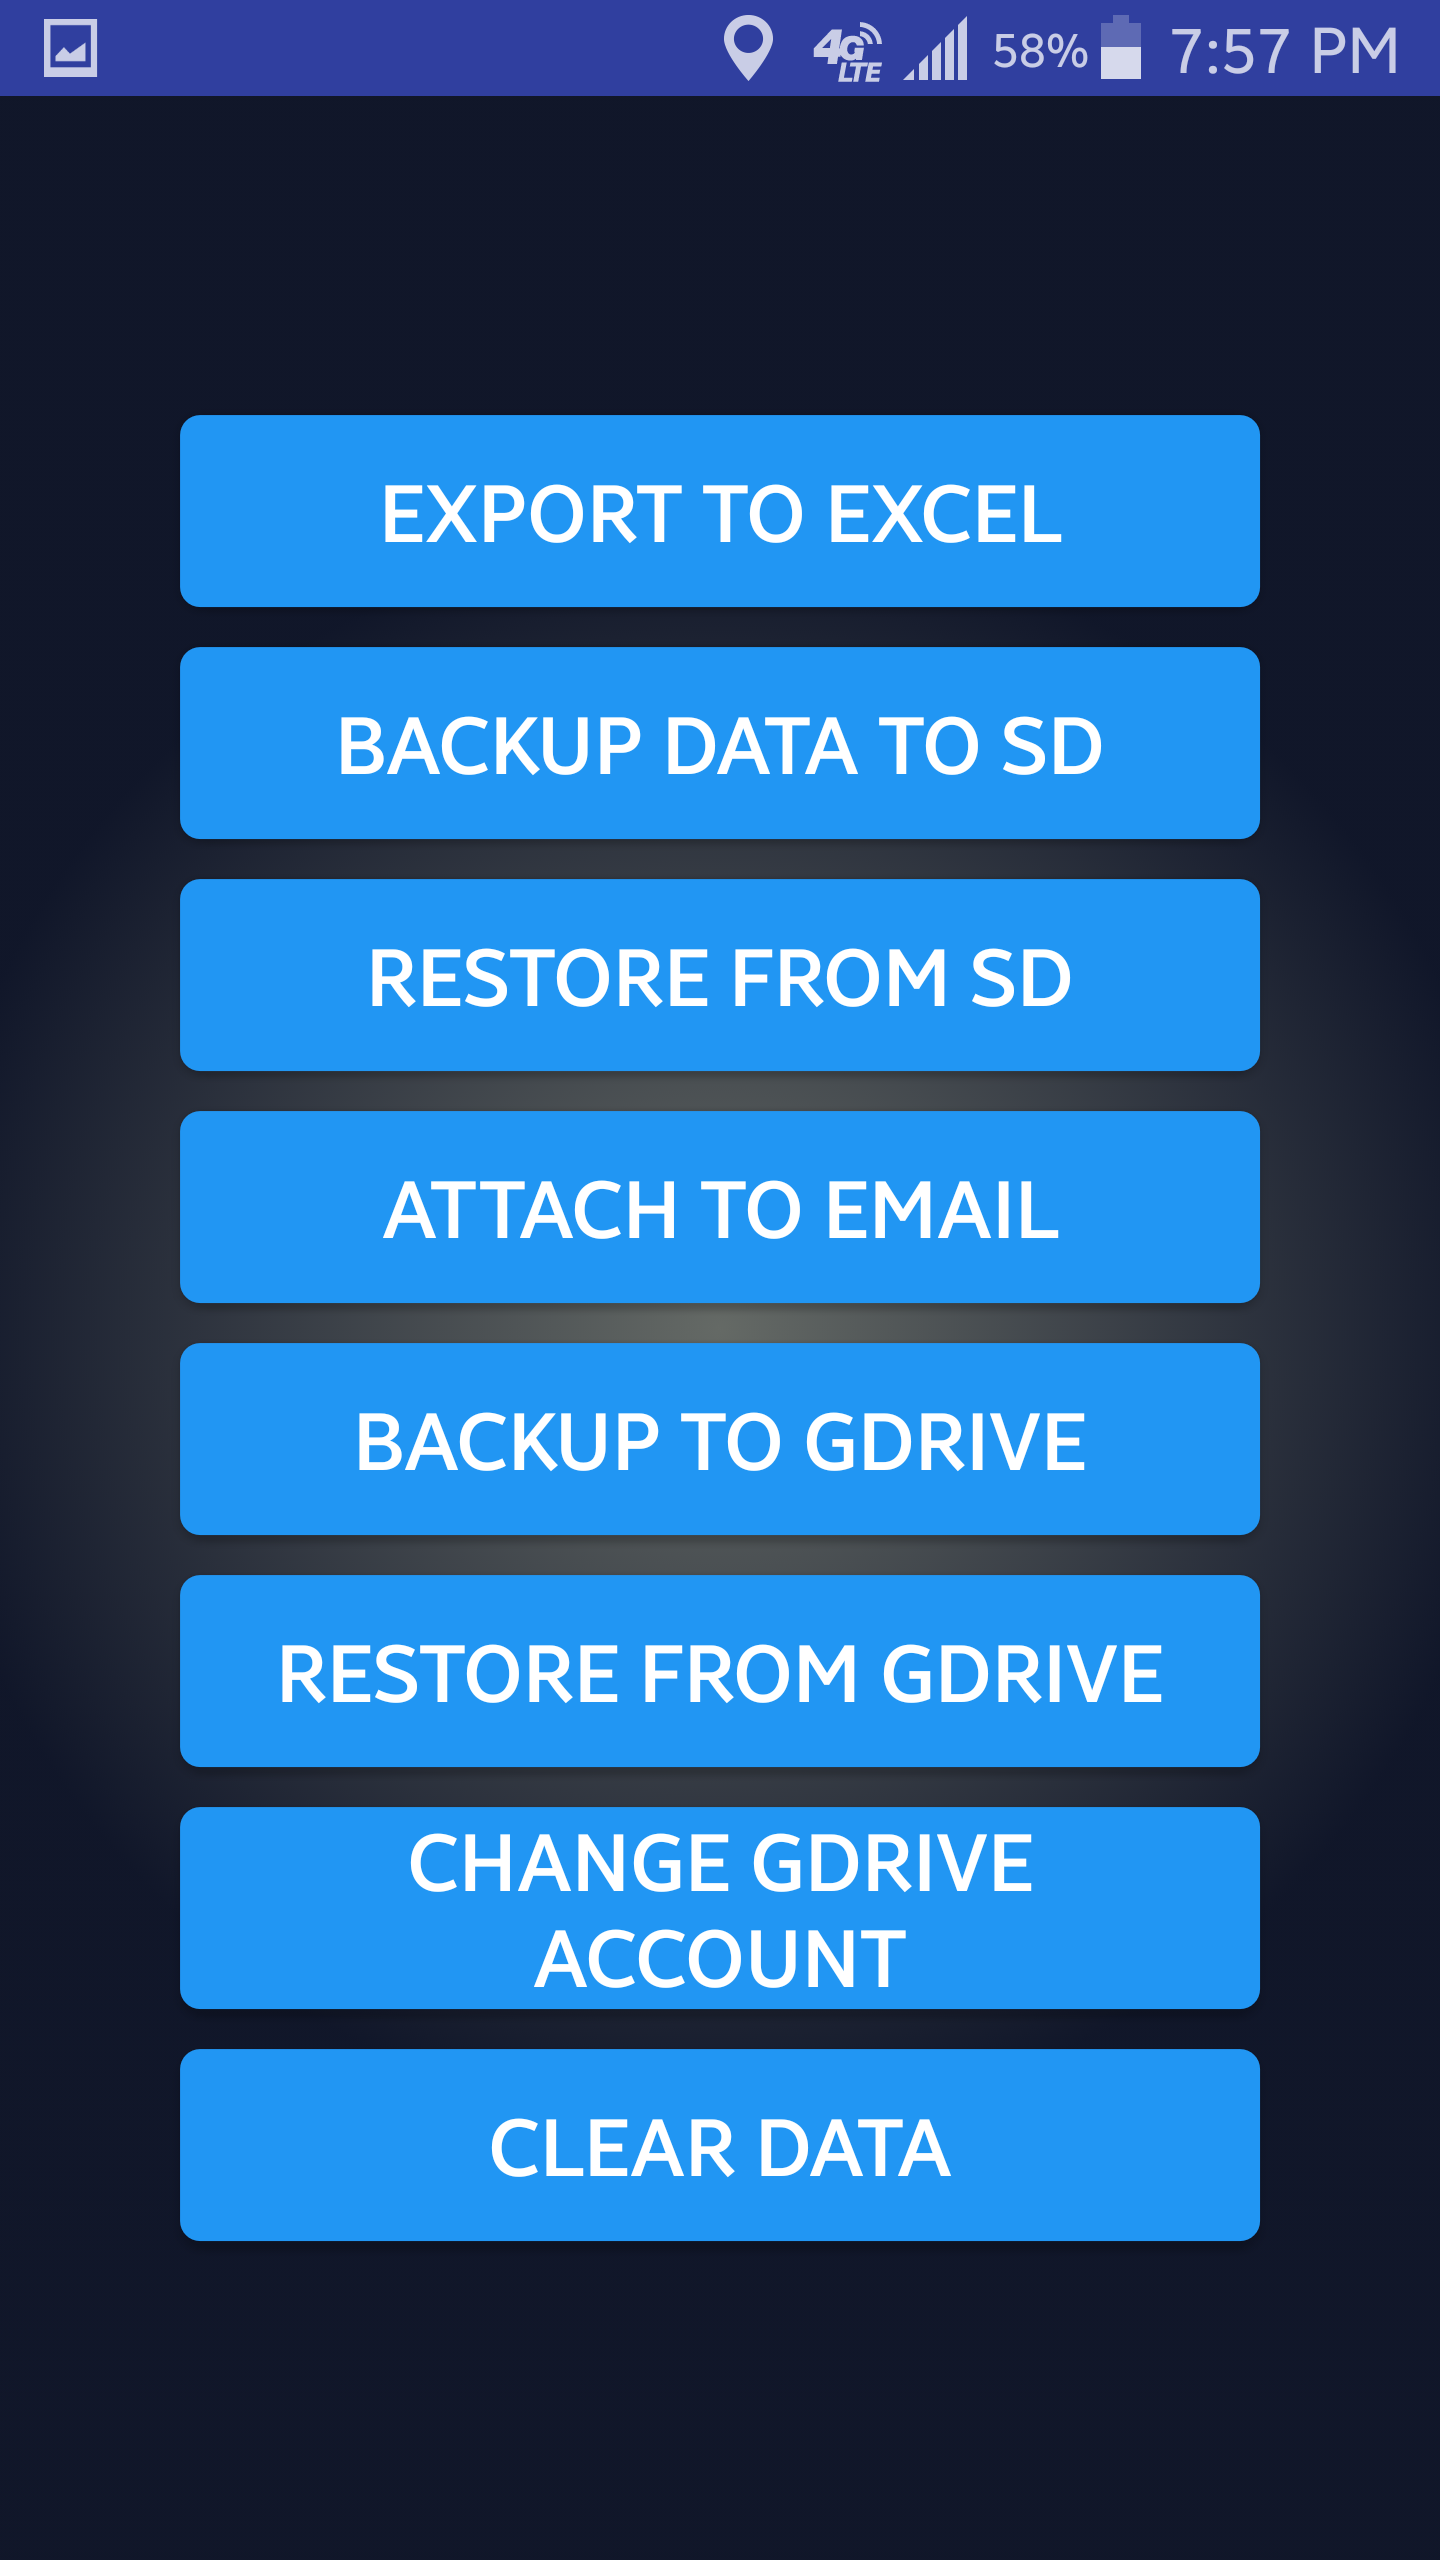 4G LTE 58% 7:57 PM
EXPORT TO EXCEL
BACKUP DATA TO SD
RESTORE FROM SD
ATTACH TO EMAIL
BACKUP TO GDRIVE
RESTORE FROM GDRIVE
CHANGE GDRIVE
ACCOUNT
CLEAR DATA